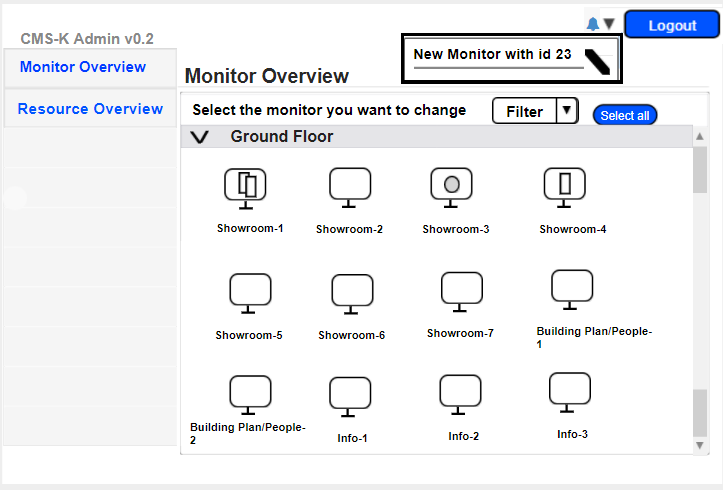 Logout
CMS-K Admin v0.2
New Monitor with id 23
Monitor Overview
Resource Overview
Monitor Overview
Select the monitor you want to change
Filter
Select all
Ground Floor
Showroom-1
Showroom-2
Showroom-3
Showroom-4
Showroom-5
Showroom-6
Showroom-7
Building Plan/People-
1
Building Plan/People-
2
Info-1
Info-2
Info-3